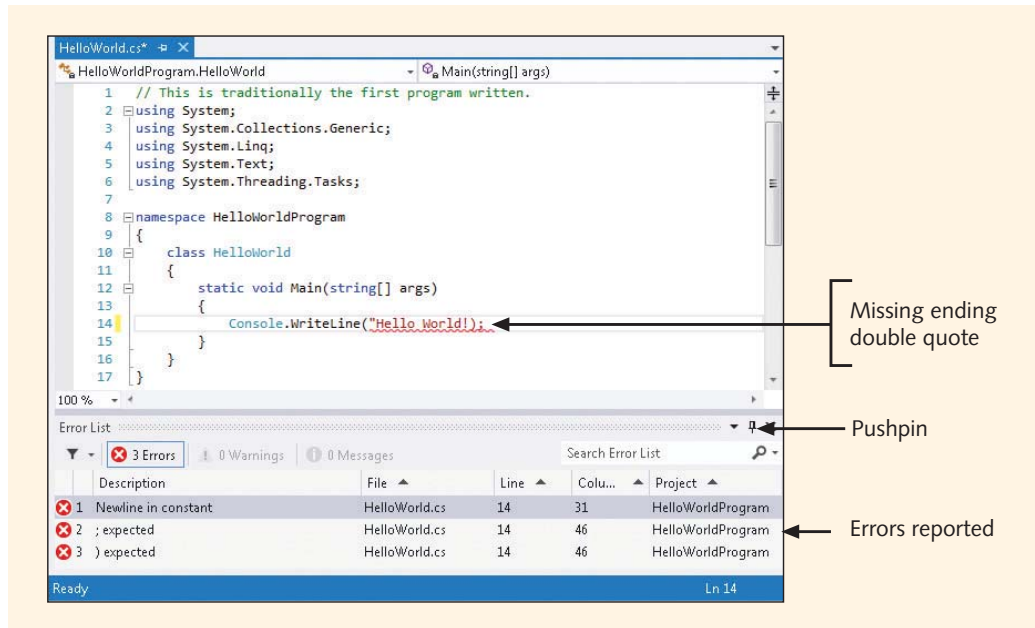 HelloWorld.cs*
HelloWorldProgram.HelloWorld Main(string[] args)
1 // This is traditionally the first program written.
2 using System;
3 using System.Collections.Generic;
4 using System.Linq;
5 using System.Text;
6 using System.Threading.Tasks;
7
8 namespace HelloWorldProgram
9 {
10 class HelloWorld
11 {
12 static void Main(string[] args)
13 {
14 Console.WriteLine("Hello World!);
15 }
16 }
17 }
Missing ending
double quote
100 %
Error List
Pushpin
3 Errors 0 Warnings 0 Messages Search Error List
Description File Line Colu... Project
1 Newline in constant HelloWorld.cs 14 31 HelloWorldProgram
2 ; expected HelloWorld.cs 14 46 HelloWorldProgram
3 ) expected HelloWorld.cs 14 46 HelloWorldProgram
Errors reported
Ready Ln 14